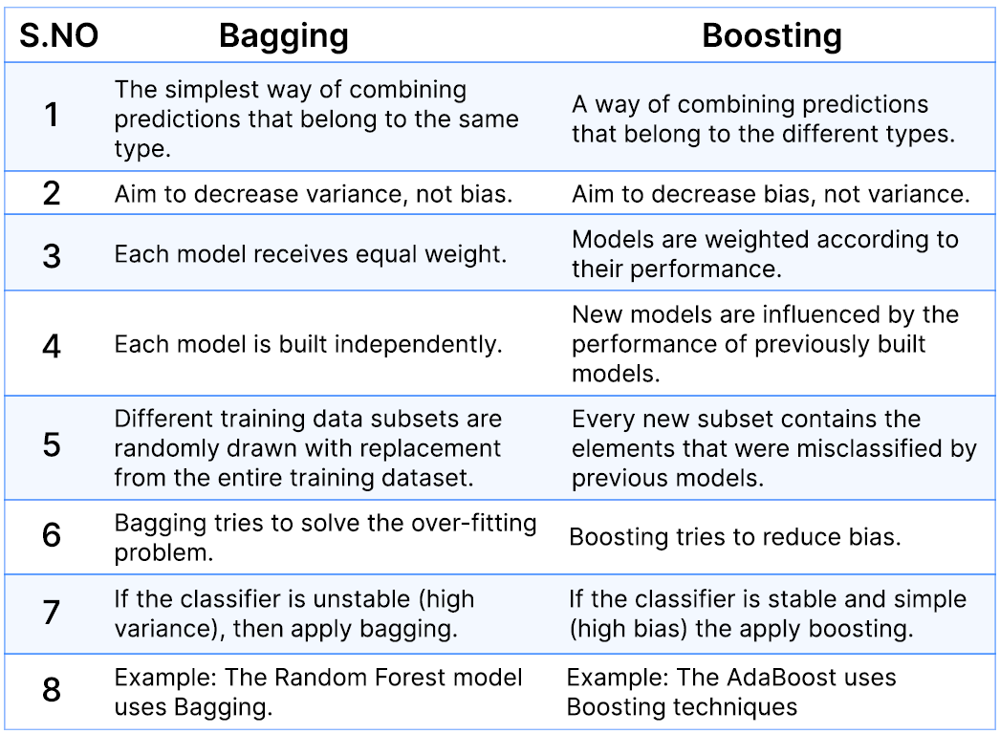 S.NO Bagging Boosting
1
The simplest way of combining
predictions that belong to the same
type.
A way of combining predictions
that belong to the different types.
2
Aim to decrease variance, not bias.
Aim to decrease bias, not variance.
3
Each model receives equal weight.
Models are weighted according to
their performance.
4
Each model is built independently.
New models are influenced by the
performance of previously built
models.
5
Different training data subsets are
randomly drawn with replacement
from the entire training dataset.
Every new subset contains the
elements that were misclassified by
previous models.
6
Bagging tries to solve the over-fitting
problem.
Boosting tries to reduce bias.
7
If the classifier is unstable (high
variance), then apply bagging.
If the classifier is stable and simple
(high bias) the apply boosting.
8
Example: The Random Forest model
uses Bagging.
Example: The AdaBoost uses
Boosting techniques